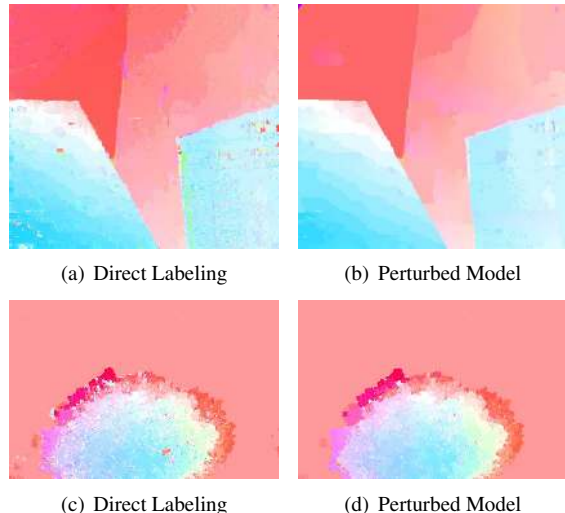 (a) Direct Labeling
(b) Perturbed Model
(c) Direct Labeling
(d) Perturbed Model